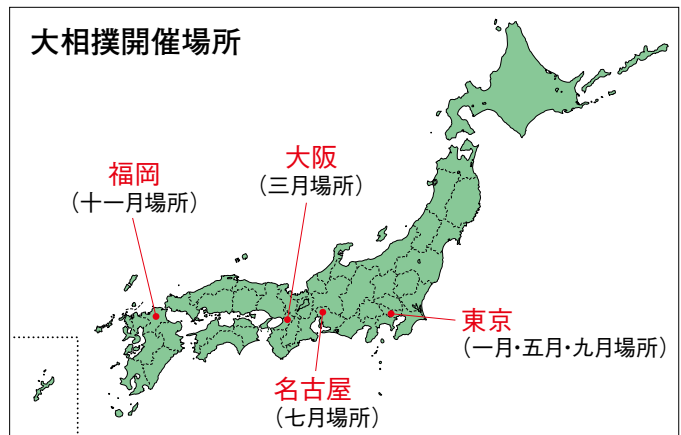 大相撲開催場所
大阪
(三月場所)
福岡
(十一月場所)
東京
(一月・五月・九月場所)
名古屋
(七月場所)